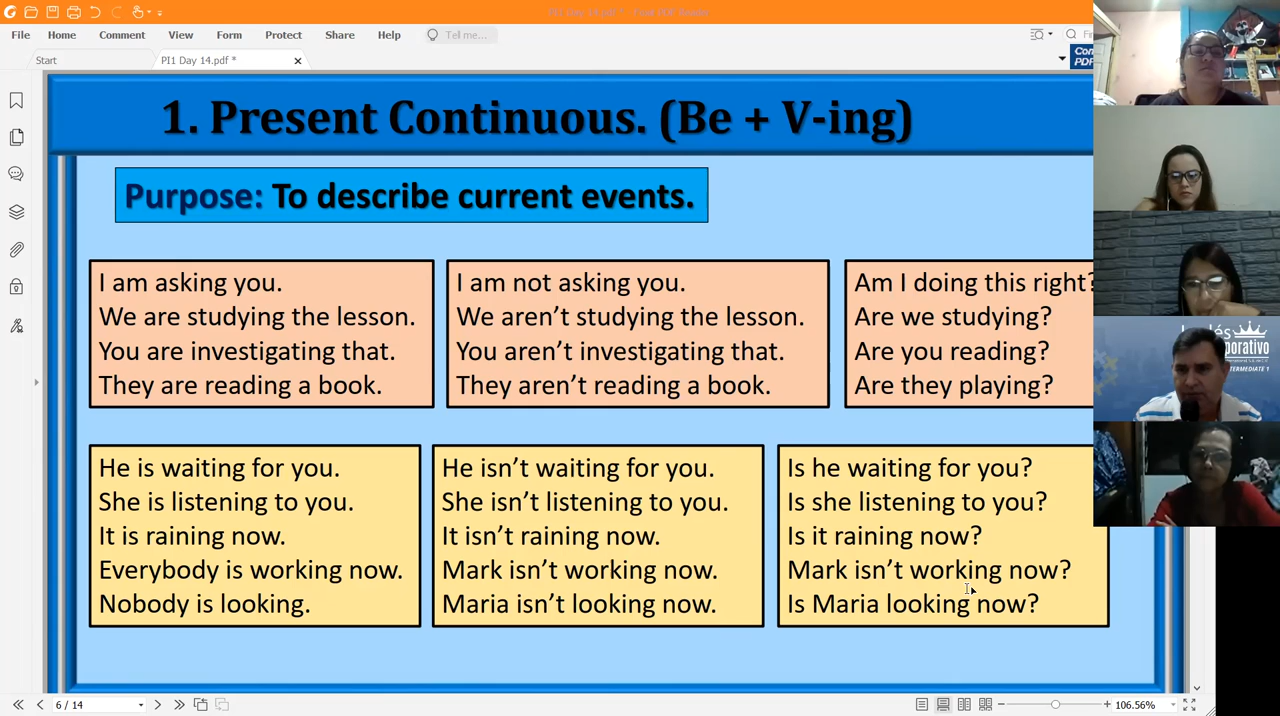 File Home Comment View Form Protect Share Help Tell me...
Start PI1 Day 14.pdf *
1. Present Continuous. (Be + V-ing)
Purpose: To describe current events.
I am asking you.
We are studying the lesson.
You are investigating that.
They are reading a book.
I am not asking you.
We aren't studying the lesson.
You aren't investigating that.
They aren't reading a book.
Am I doing this right?
Are we studying?
Are you reading?
Are they playing?
He is waiting for you.
She is listening to you.
It is raining now.
Everybody is working now.
Nobody is looking.
He isn't waiting for you.
She isn't listening to you.
It isn't raining now.
Mark isn't working now.
Maria isn't looking now.
Is he waiting for you?
Is she listening to you?
Is it raining now?
Mark isn't working now?
Is Maria looking now?
6 / 14
106.56%